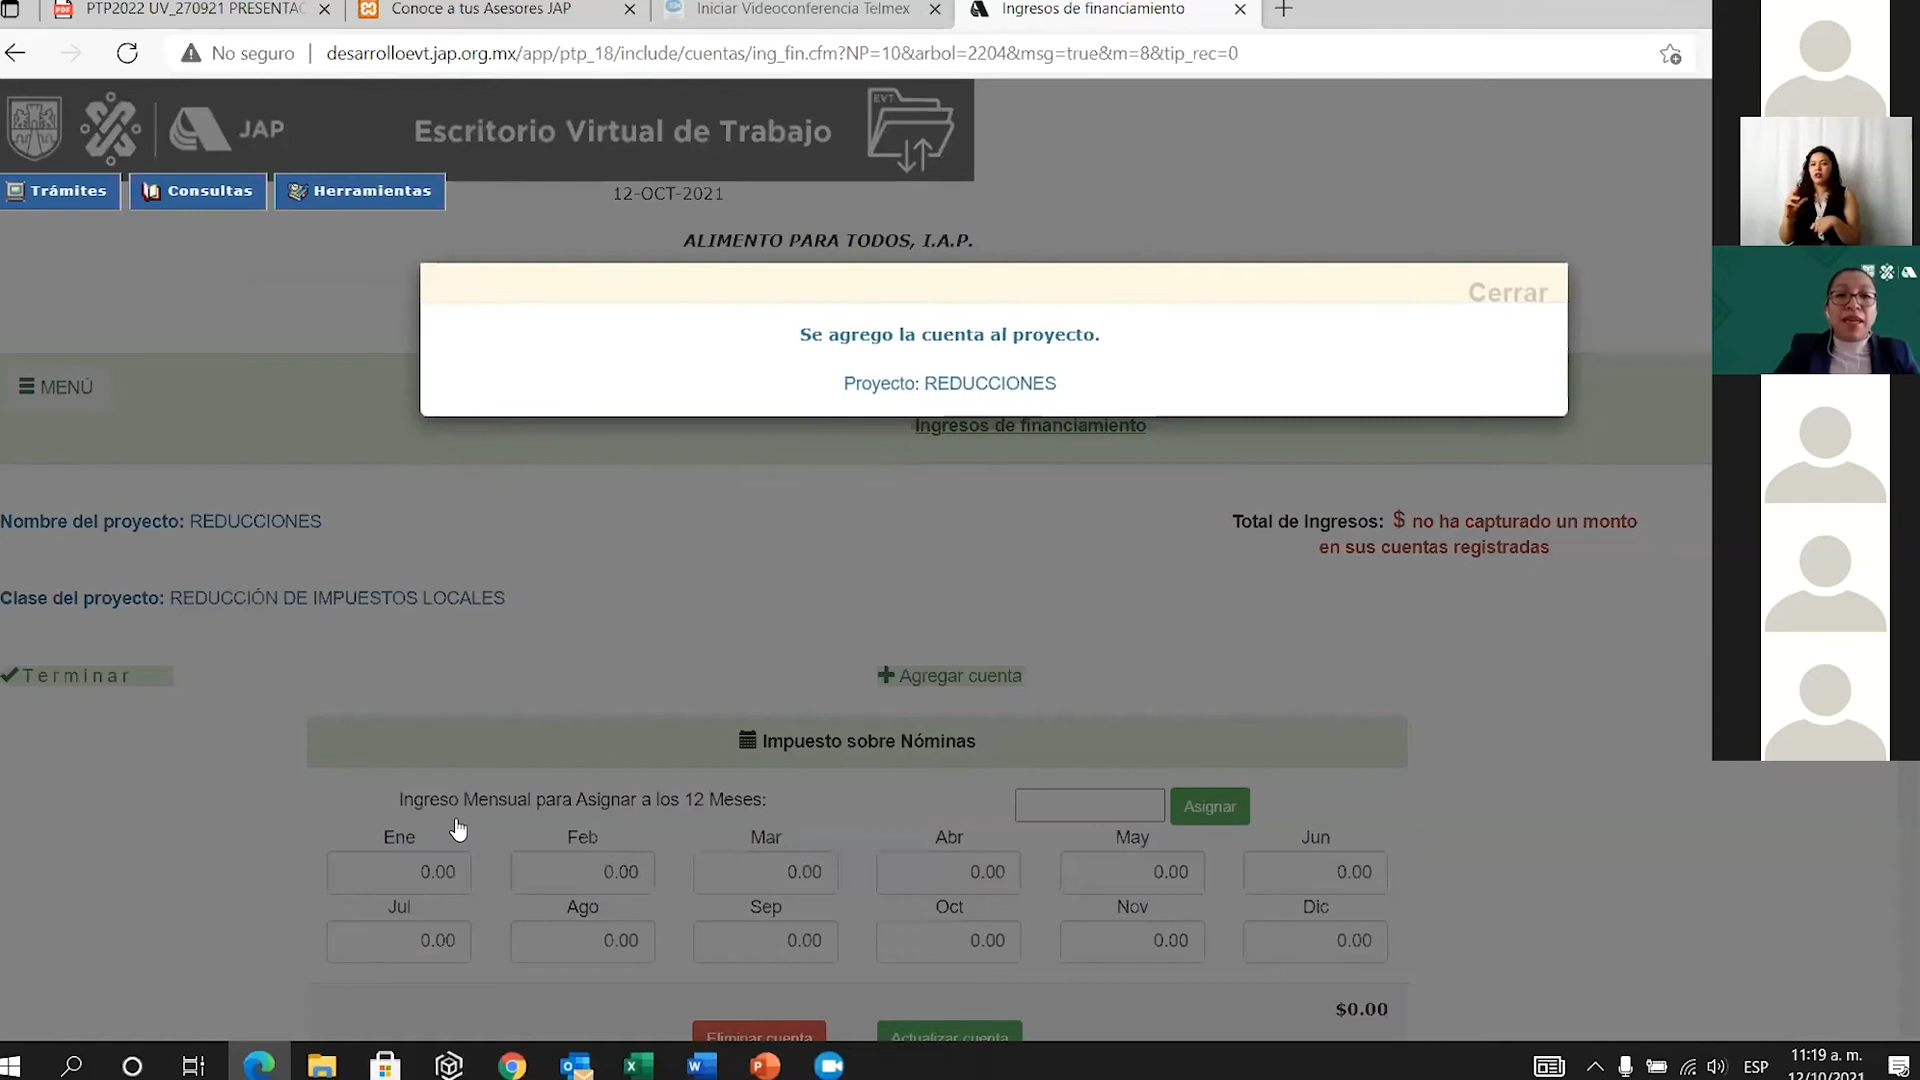 PTP2022 UV_270921 PRESENTAC
Conoce a tus Asesores JAP
Iniciar Videoconferencia Telmex
Ingresos de financiamiento
No seguro
desarrolloevt.jap.org.mx/app/ptp_18/include/cuentas/ing_fin.cfm?NP=10&arbol=2204&msg=true&m=8&tip_rec=0
JAP
Escritorio Virtual de Trabajo
EVT
Trámites
Consultas
Herramientas
12-OCT-2021
ALIMENTO PARA TODOS, I.A.P.
Cerrar
Se agrego la cuenta al proyecto.
Proyecto: REDUCCIONES
MENÚ
Ingresos de financiamiento
Nombre del proyecto: REDUCCIONES
Total de Ingresos: $ no ha capturado un monto
en sus cuentas registradas
Clase del proyecto: REDUCCIÓN DE IMPUESTOS LOCALES
Terminar
Agregar cuenta
Impuesto sobre Nóminas
Ingreso Mensual para Asignar a los 12 Meses:
Asignar
Ene Feb Mar Abr May Jun
0.00 0.00 0.00 0.00 0.00 0.00
Jul Ago Sep Oct Nov Dic
0.00 0.00 0.00 0.00 0.00 0.00
$0.00
Eliminar cuenta
Actualizar cuenta
ESP
11:19 a. m.
12/10/2021